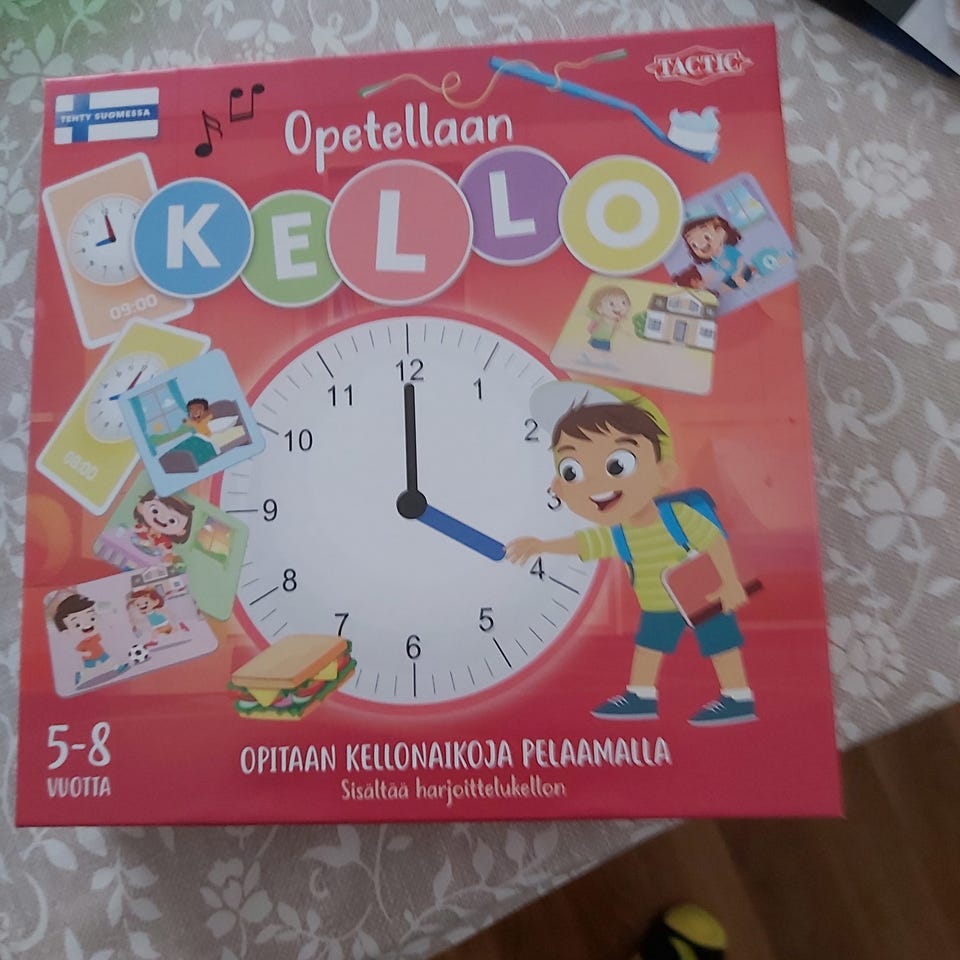 TACTIC
TEHTY SUOMESSA
Opetellaan
KELLO
09:00
08:00
12
11
1
10
2
9
3
8
4
7
5
6
5-8
VUOTTA
OPITAAN KELLONAIKOJA PELAAMALLA
Sisältää harjoittelukellon